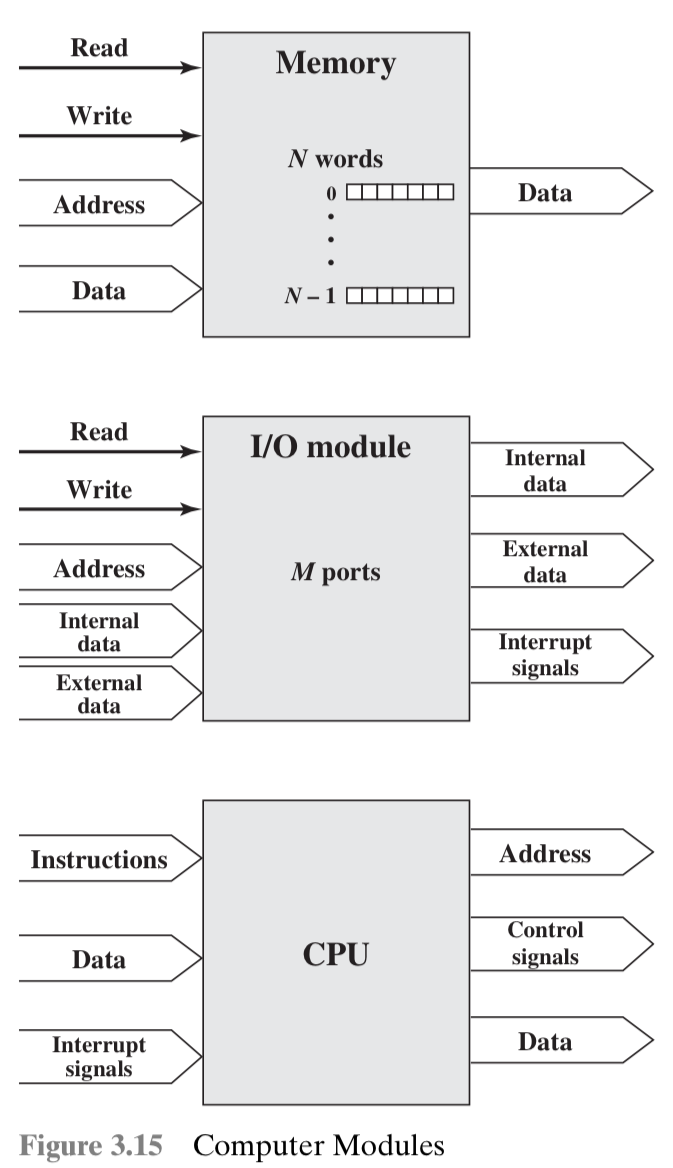 Read
Write
Address
Data
Memory
N words
0
N – 1
Data
Read
Write
Address
Internal
data
External
data
I/O module
M ports
Internal
data
External
data
Interrupt
signals
Instructions
Data
Interrupt
signals
CPU
Address
Control
signals
Data
Figure 3.15 Computer Modules